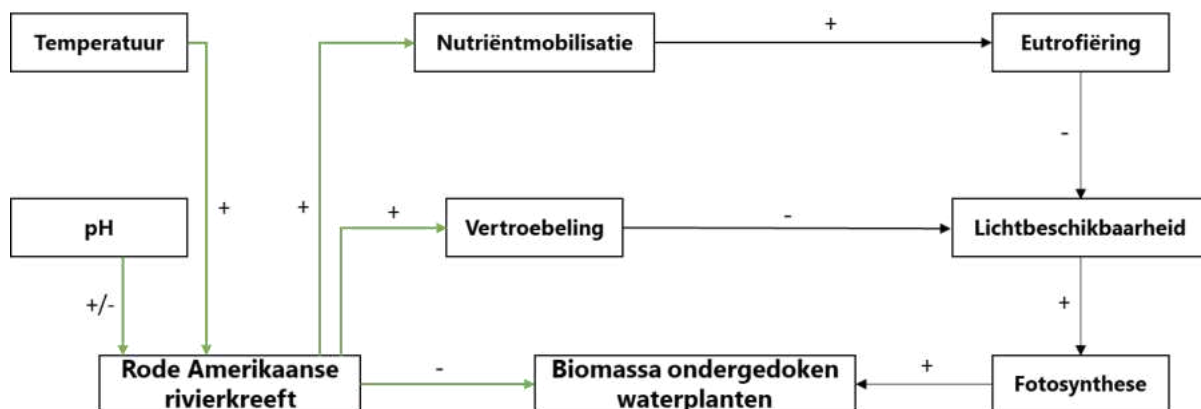 Temperatuur
+
Nutriëntmobilisatie
+
Eutrofiëring
-
pH
+
+
+
Vertroebeling
-
Lichtbeschikbaarheid
+/-
+
Rode Amerikaanse
rivierkreeft
-
Biomassa ondergedoken
waterplanten
+
Fotosynthese